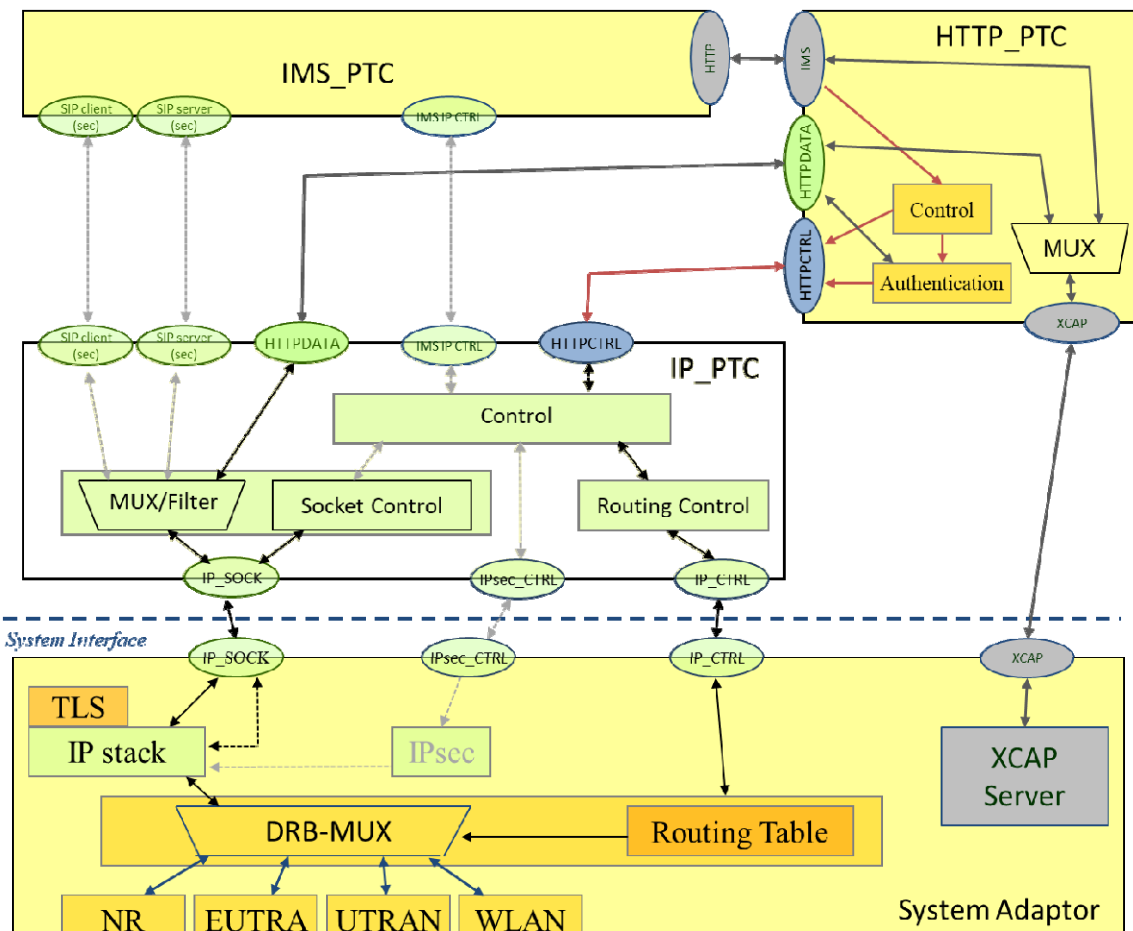 IMS_PTC
HTTP
IMS
HTTP_PTC
SIP client
(sec)
SIP server
(sec)
IMS IP CTRL
HTTPDATA
HTTPCTRL
Control
Authentication
MUX
XCAP
SIP client
(sec)
SIP server
(sec)
HTTPDATA
IMS IP CTRL
HTTPCTRL
IP_PTC
Control
MUX/Filter
Socket Control
Routing Control
IP_SOCK
IPsec_CTRL
IP_CTRL
System Interface
IP_SOCK
IPsec_CTRL
IP_CTRL
XCAP
TLS
IP stack
IPsec
XCAP
Server
DRB-MUX
Routing Table
NR
EUTRA
UTRAN
WLAN
System Adaptor